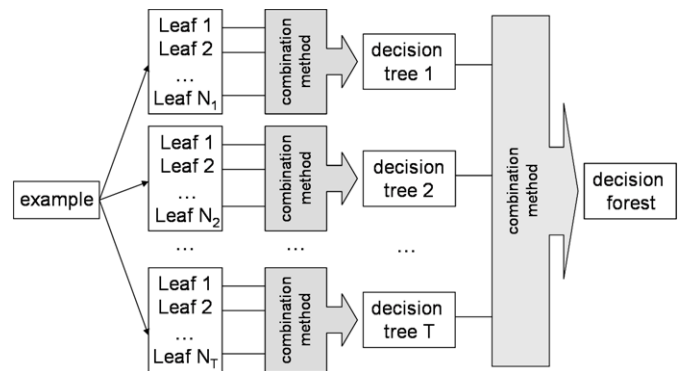 Leaf 1
Leaf 2
...
Leaf N1
combination
method
decision
tree 1
Leaf 1
Leaf 2
...
Leaf N2
combination
method
decision
tree 2
example
combination
method
decision
forest
...
...
...
Leaf 1
Leaf 2
...
Leaf NT
combination
method
decision
tree T